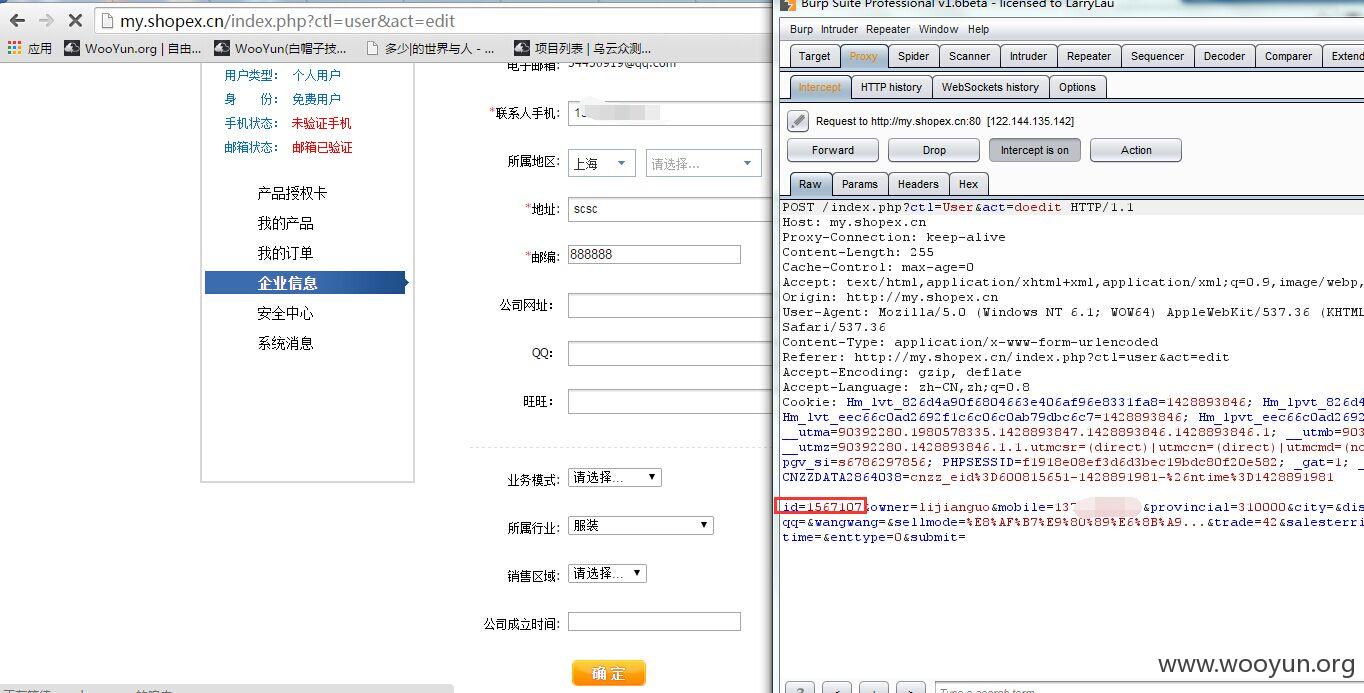 my.shopex.cn/index.php?ctl=user&act=edit
应用 WooYun.org | 自由... WooYun(白帽子技... 多少|的世界与人 - ... 项目列表 | 乌云众测...
用户类型： 个人用户
身 份： 免费用户
手机状态： 未验证手机
邮箱状态： 邮箱已验证
产品授权卡
我的产品
我的订单
企业信息
安全中心
系统消息
电子邮箱:
*联系人手机:
所属地区: 上海 请选择...
*地址: scsc
*邮编: 888888
公司网址:
QQ:
旺旺:
业务模式: 请选择...
所属行业: 服装
销售区域: 请选择...
公司成立时间:
确 定
Burp Suite Professional v1.6beta - licensed to LarryLau
Burp Intruder Repeater Window Help
Target Proxy Spider Scanner Intruder Repeater Sequencer Decoder Comparer Extend
Intercept HTTP history WebSockets history Options
Request to http://my.shopex.cn:80 [122.144.135.142]
Forward Drop Intercept is on Action
Raw Params Headers Hex
POST /index.php?ctl=User&act=doedit HTTP/1.1
Host: my.shopex.cn
Proxy-Connection: keep-alive
Content-Length: 255
Cache-Control: max-age=0
Accept: text/html,application/xhtml+xml,application/xml;q=0.9,image/webp,
Origin: http://my.shopex.cn
User-Agent: Mozilla/5.0 (Windows NT 6.1; WOW64) AppleWebKit/537.36 (KHTML
Safari/537.36
Content-Type: application/x-www-form-urlencoded
Referer: http://my.shopex.cn/index.php?ctl=user&act=edit
Accept-Encoding: gzip, deflate
Accept-Language: zh-CN,zh;q=0.8
Cookie: Hm_lvt_826d4a90f6804663e406af96e8331fa8=1428893846; Hm_lpvt_826d4
Hm_lvt_eec66c0ad2692f1c6c06c0ab79dbc6c7=1428893846; Hm_lpvt_eec66c0ad2692
__utma=90392280.1980578335.1428893847.1428893846.1428893846.1; __utmb=903
__utmz=90392280.1428893846.1.1.utmcsr=(direct)|utmccn=(direct)|utmcmd=(no
pgv_si=s6786297856; PHPSESSID=f1918e08ef3d6d3bec19bdc80f20e582; _gat=1; _
CNZZDATA2864038=cnzz_eid%3D600815651-1428891981-%26ntime%3D1428891981
id=1567107&owner=lijianguo&mobile=137 &provincial=310000&city=&dis
qq=&wangwang=&sellmode=%E8%AF%B7%E9%80%89%E6%8B%A9...&trade=42&salesterri
time=&enttype=0&submit=
Type a search term
www.wooyun.org